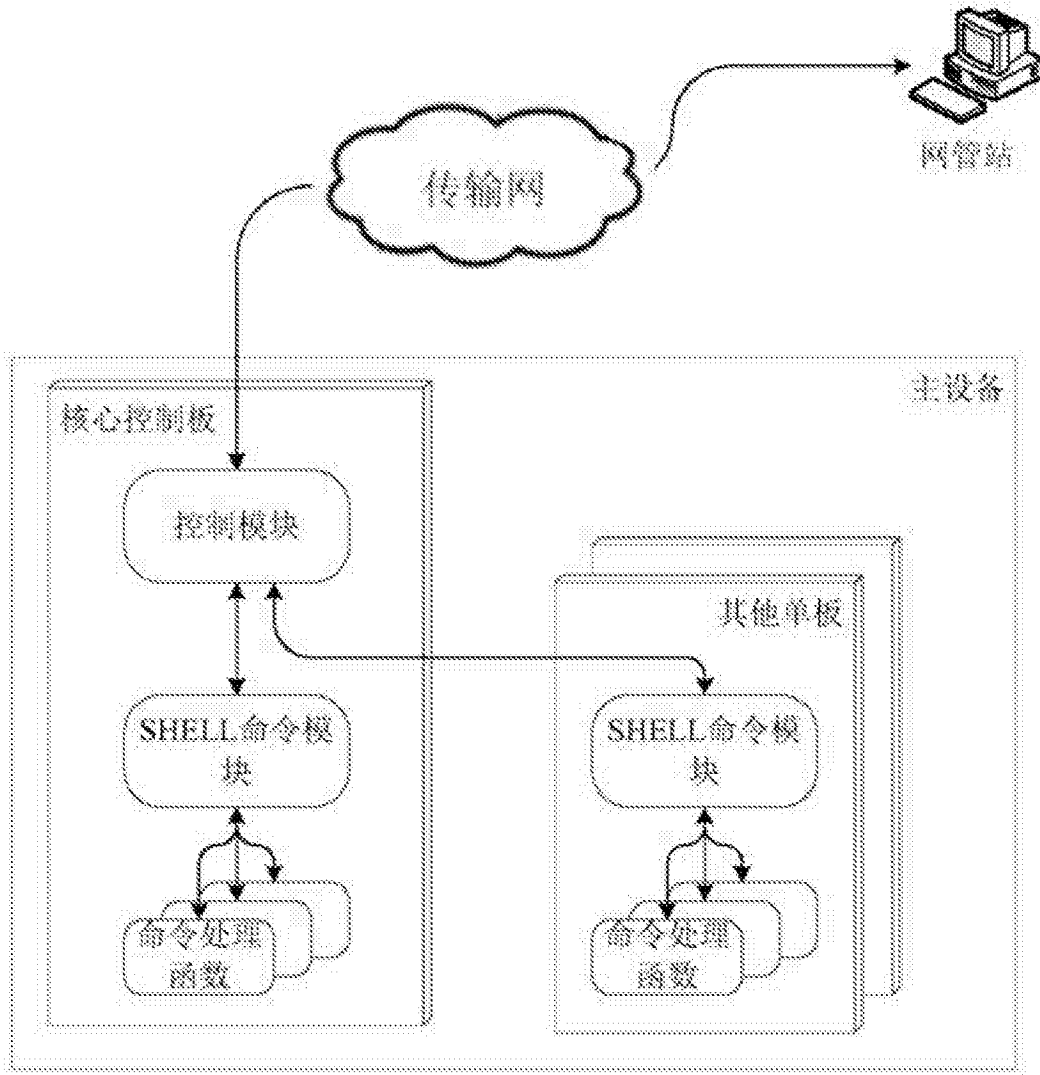 网管站
传输网
主设备
核心控制板
控制模块
其他单板
SHELL命令模
块
SHELL命令模
块
命令处理
函数
命令处理
函数